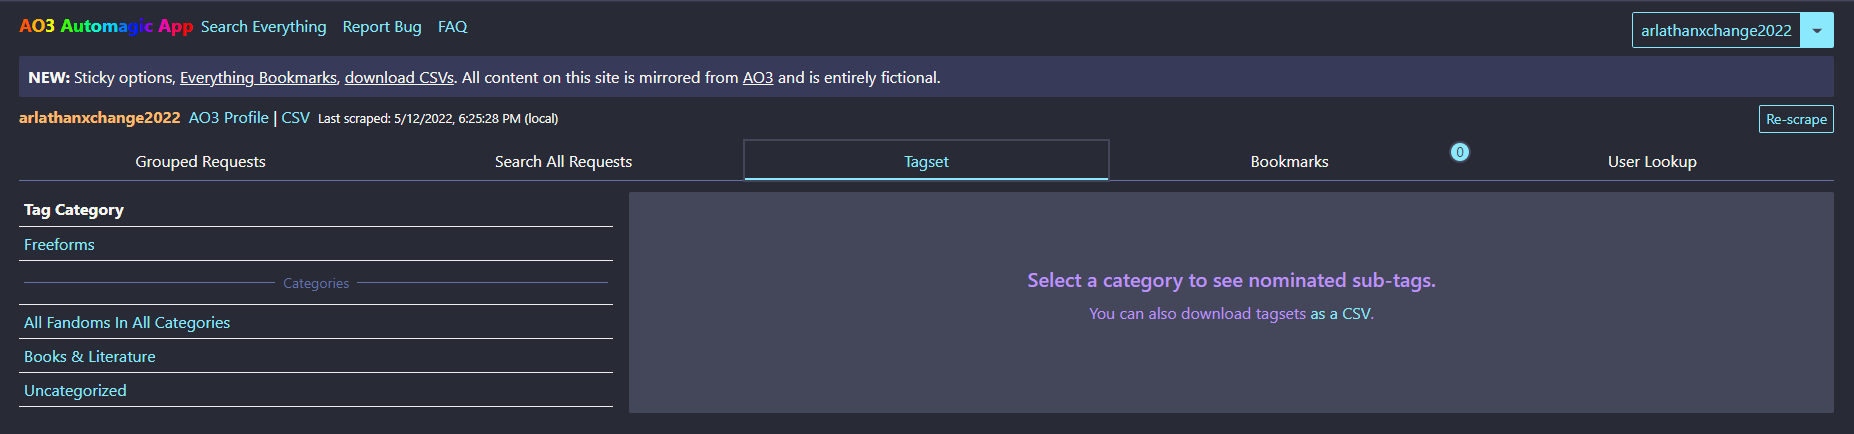 AO3 Automagic App Search Everything Report Bug FAQ
arlathanxchange2022
NEW: Sticky options, Everything Bookmarks, download CSVs. All content on this site is mirrored from AO3 and is entirely fictional.
arlathanxchange2022 AO3 Profile | CSV Last scraped: 5/12/2022, 6:25:28 PM (local)
Re-scrape
Grouped Requests Search All Requests Tagset Bookmarks 0 User Lookup
Tag Category
Freeforms
Categories
All Fandoms In All Categories
Books & Literature
Uncategorized
Select a category to see nominated sub-tags.
You can also download tagsets as a CSV.